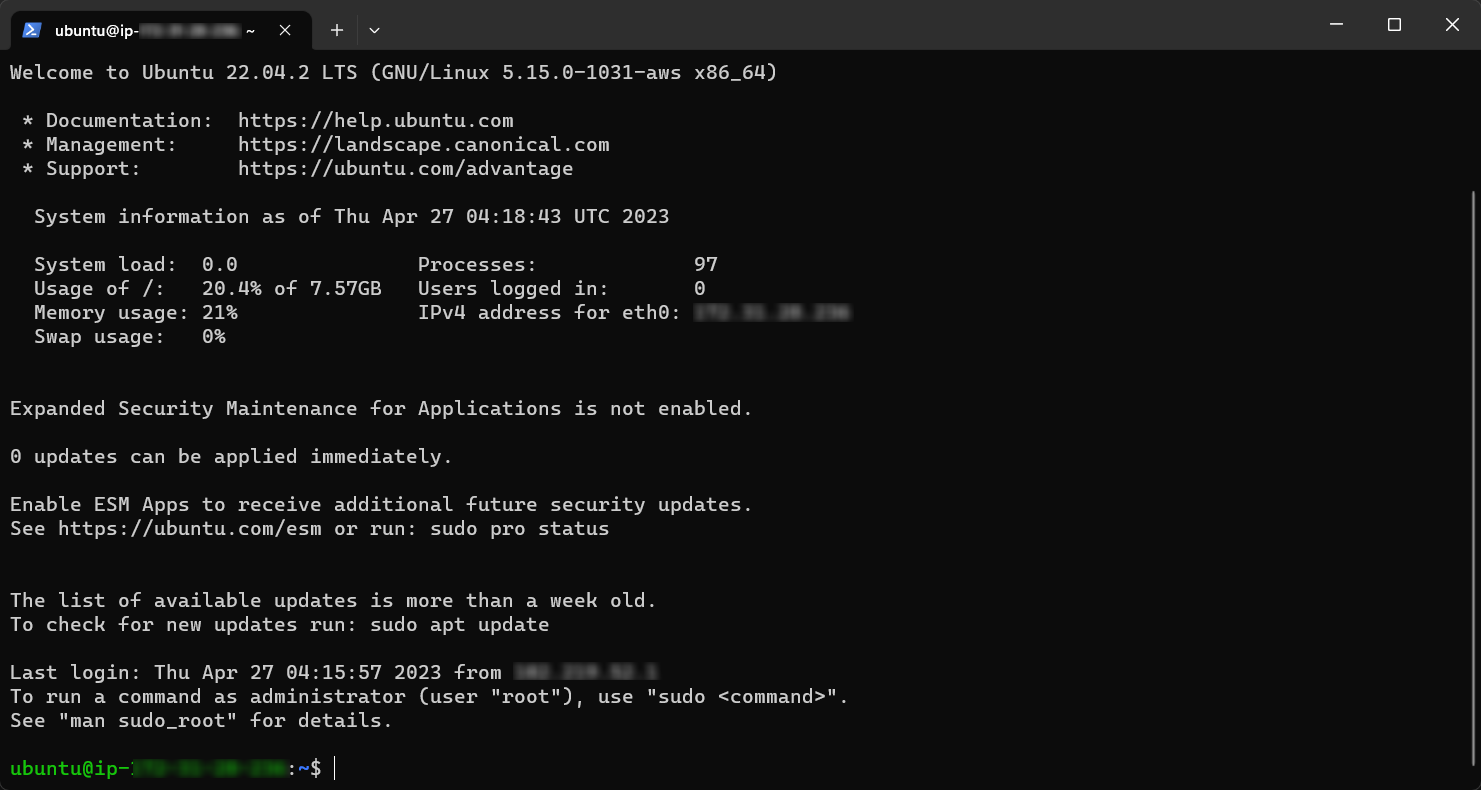 ubuntu@ip- ~
Welcome to Ubuntu 22.04.2 LTS (GNU/Linux 5.15.0-1031-aws x86_64)
* Documentation: https://help.ubuntu.com
* Management: https://landscape.canonical.com
* Support: https://ubuntu.com/advantage
System information as of Thu Apr 27 04:18:43 UTC 2023
System load: 0.0 Processes: 97
Usage of /: 20.4% of 7.57GB Users logged in: 0
Memory usage: 21% IPv4 address for eth0:
Swap usage: 0%
Expanded Security Maintenance for Applications is not enabled.
0 updates can be applied immediately.
Enable ESM Apps to receive additional future security updates.
See https://ubuntu.com/esm or run: sudo pro status
The list of available updates is more than a week old.
To check for new updates run: sudo apt update
Last login: Thu Apr 27 04:15:57 2023 from
To run a command as administrator (user "root"), use "sudo <command>".
See "man sudo_root" for details.
ubuntu@ip- :~$